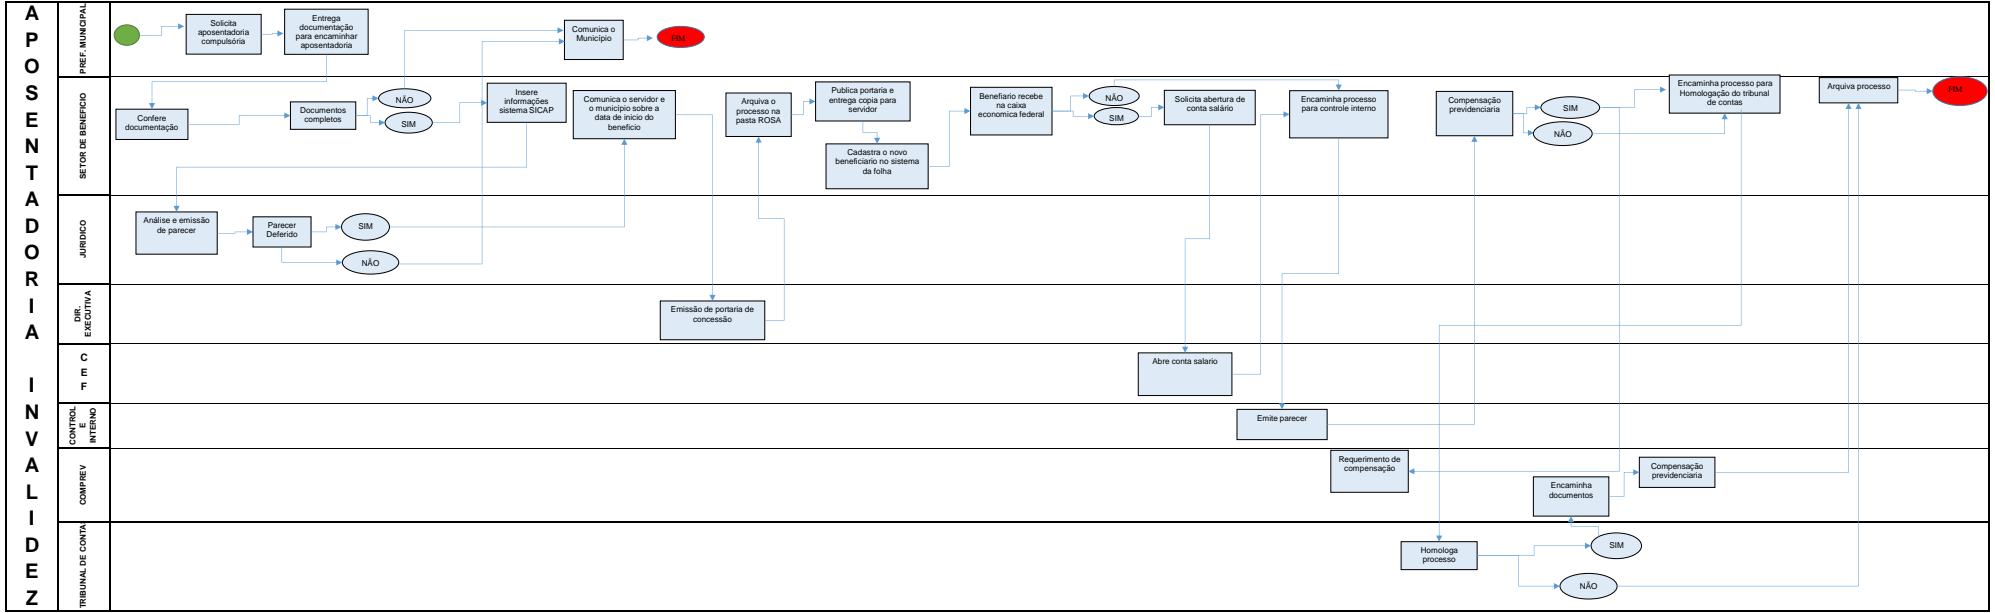 APOSENTADORIA INVALIDEZ
PREF. MUNICIPAL
Solicita
aposentadoria
compulsória
Entrega
documentação
para encaminhar
aposentadoria
Comunica o
Município
FIM
SETOR DE BENEFICIO
Confere
documentação
Documentos
completos
NÃO
SIM
Insere
informações
sistema SICAP
Comunica o servidor e
o município sobre a
data de inicio do
beneficio
Arquiva o
processo na
pasta ROSA
Publica portaria e
entrega copia para
servidor
Cadastra o novo
beneficiario no sistema
da folha
Benefiario recebe
na caixa
economica federal
NÃO
SIM
Solicita abertura de
conta salário
Encaminha processo
para controle interno
Compensação
previdenciaria
SIM
NÃO
Encaminha processo para
Homologação do tribunal
de contas
Arquiva processo
FIM
JURIDICO
Análise e emissão
de parecer
Parecer
Deferido
SIM
NÃO
DIR.
EXECUTIVA
Emissão de portaria de
concessão
C
E
F
Abre conta salario
CONTROL
E
INTERNO
Emite parecer
COMPREV
Requerimento de
compensação
Encaminha
documentos
Compensação
previdenciaria
TRIBUNAL DE CONTA
Homologa
processo
SIM
NÃO